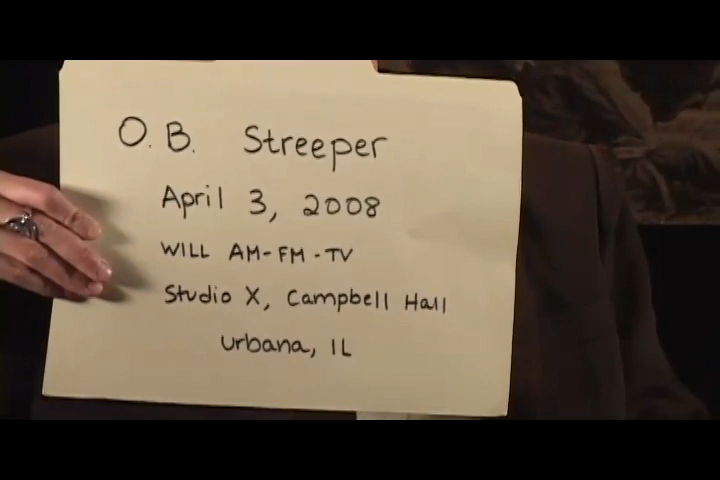 O.B. Streeper
April 3, 2008
WILL AM-FM-TV
Studio X, Campbell Hall
Urbana, IL